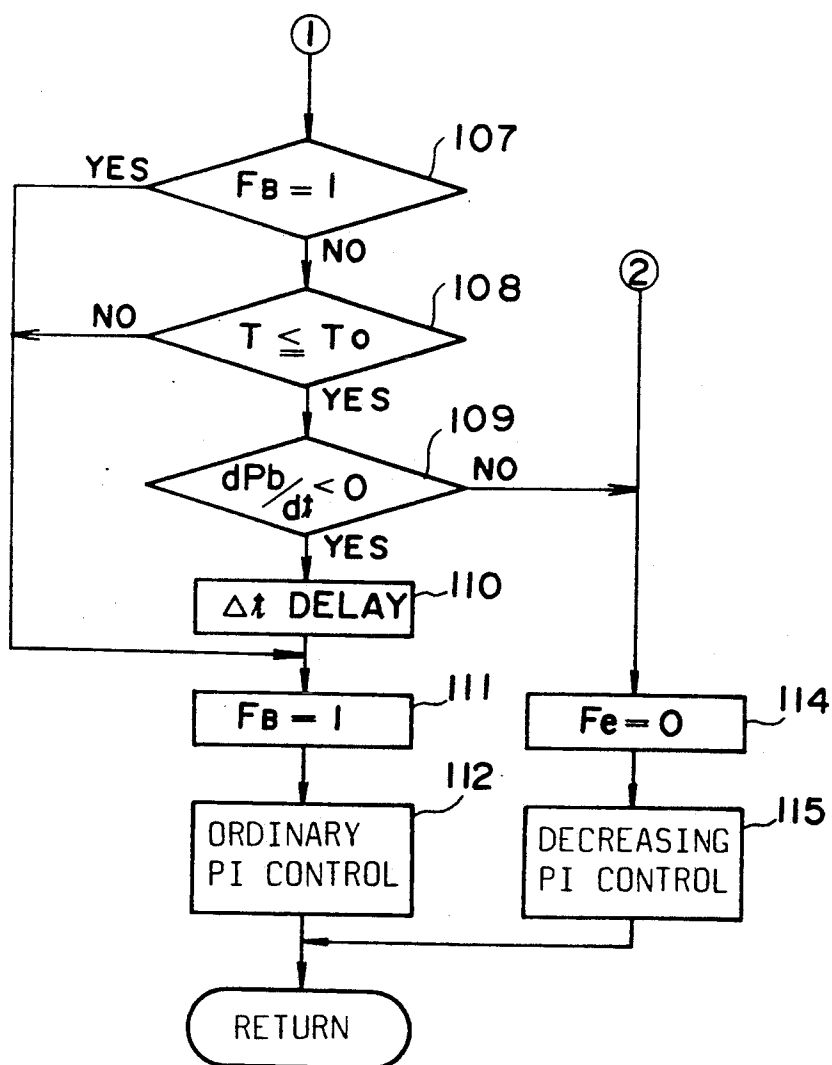 1
107
YES
FB = 1
NO
2
108
NO
T ≦ To
YES
109
dPb/dt < 0
NO
YES
Δt DELAY
110
111
FB = 1
114
Fe = 0
112
ORDINARY
PI CONTROL
115
DECREASING
PI CONTROL
RETURN